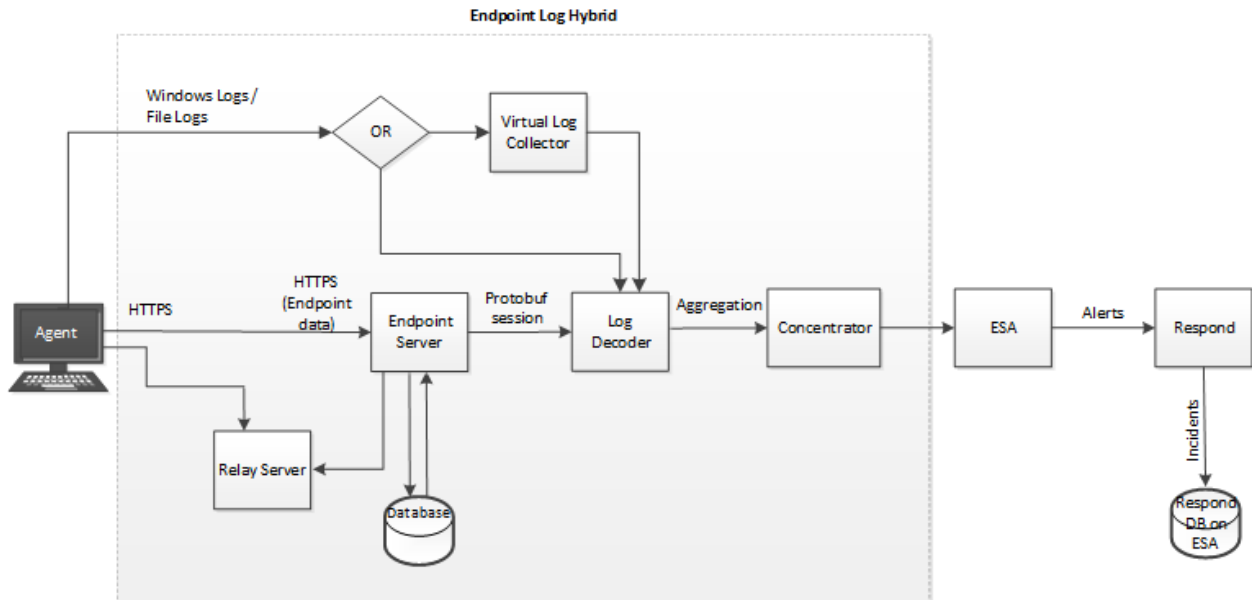 Endpoint Log Hybrid
Windows Logs /
File Logs
OR
Virtual Log
Collector
HTTPS
HTTPS
(Endpoint
data)
Protobuf
session
Aggregation
Alerts
Agent
Endpoint
Server
Log
Decoder
Concentrator
ESA
Respond
Relay Server
Database
Incidents
Respond
DB on
ESA